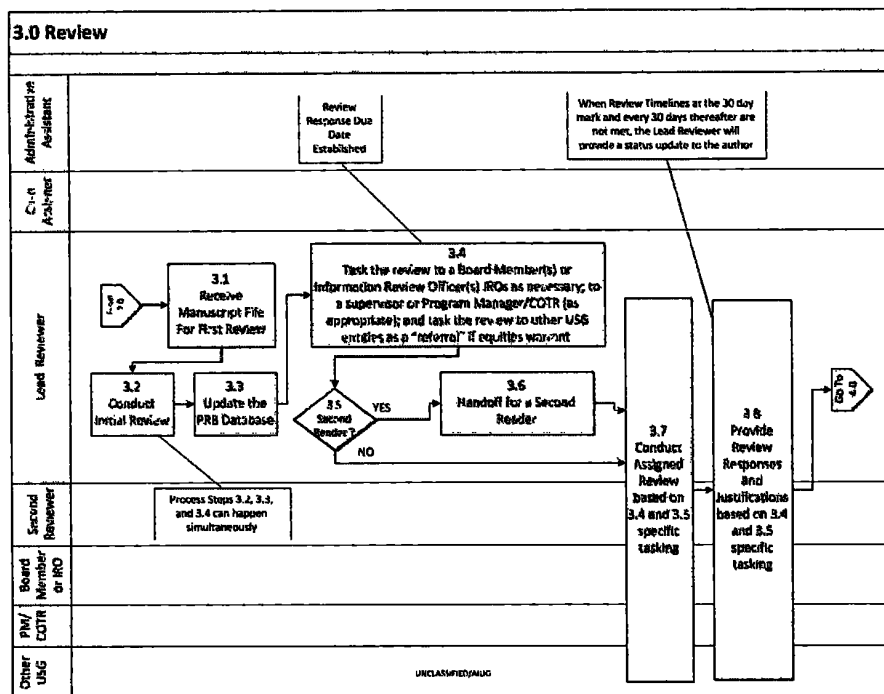 3.0 Review
Administrative
Assistant
Review
Response Due
Date
Established
When Review Timelines at the 30 day
mark and every 30 days thereafter are
not met, the Lead Reviewer will
provide a status update to the author
Lead Reviewer
3.1
Receive
Manuscript File
For First Review
3.4
Task the review to a Board Member(s) or
Information Review Officer(s) IROs as necessary; to
a supervisor or Program Manager/COTR (as
appropriate); and task the review to other USG
entities as a "referral" if equities warrant
3.2
Conduct
Initial Review
3.3
Update the
PRB Database
3.5
Second
Reader?
YES
NO
3.6
Handoff for a Second
Reader
3.7
Conduct
Assigned
Review
based on
3.4 and 3.5
specific
tasking
3.8
Provide
Review
Responses
and
Justifications
based on 3.4
and 3.5
specific
tasking
Go To
4.0
Second
Reviewer
Process Steps 3.2, 3.3,
and 3.4 can happen
simultaneously
Board
Member
or IRO
PM/
COTR
Other
USG